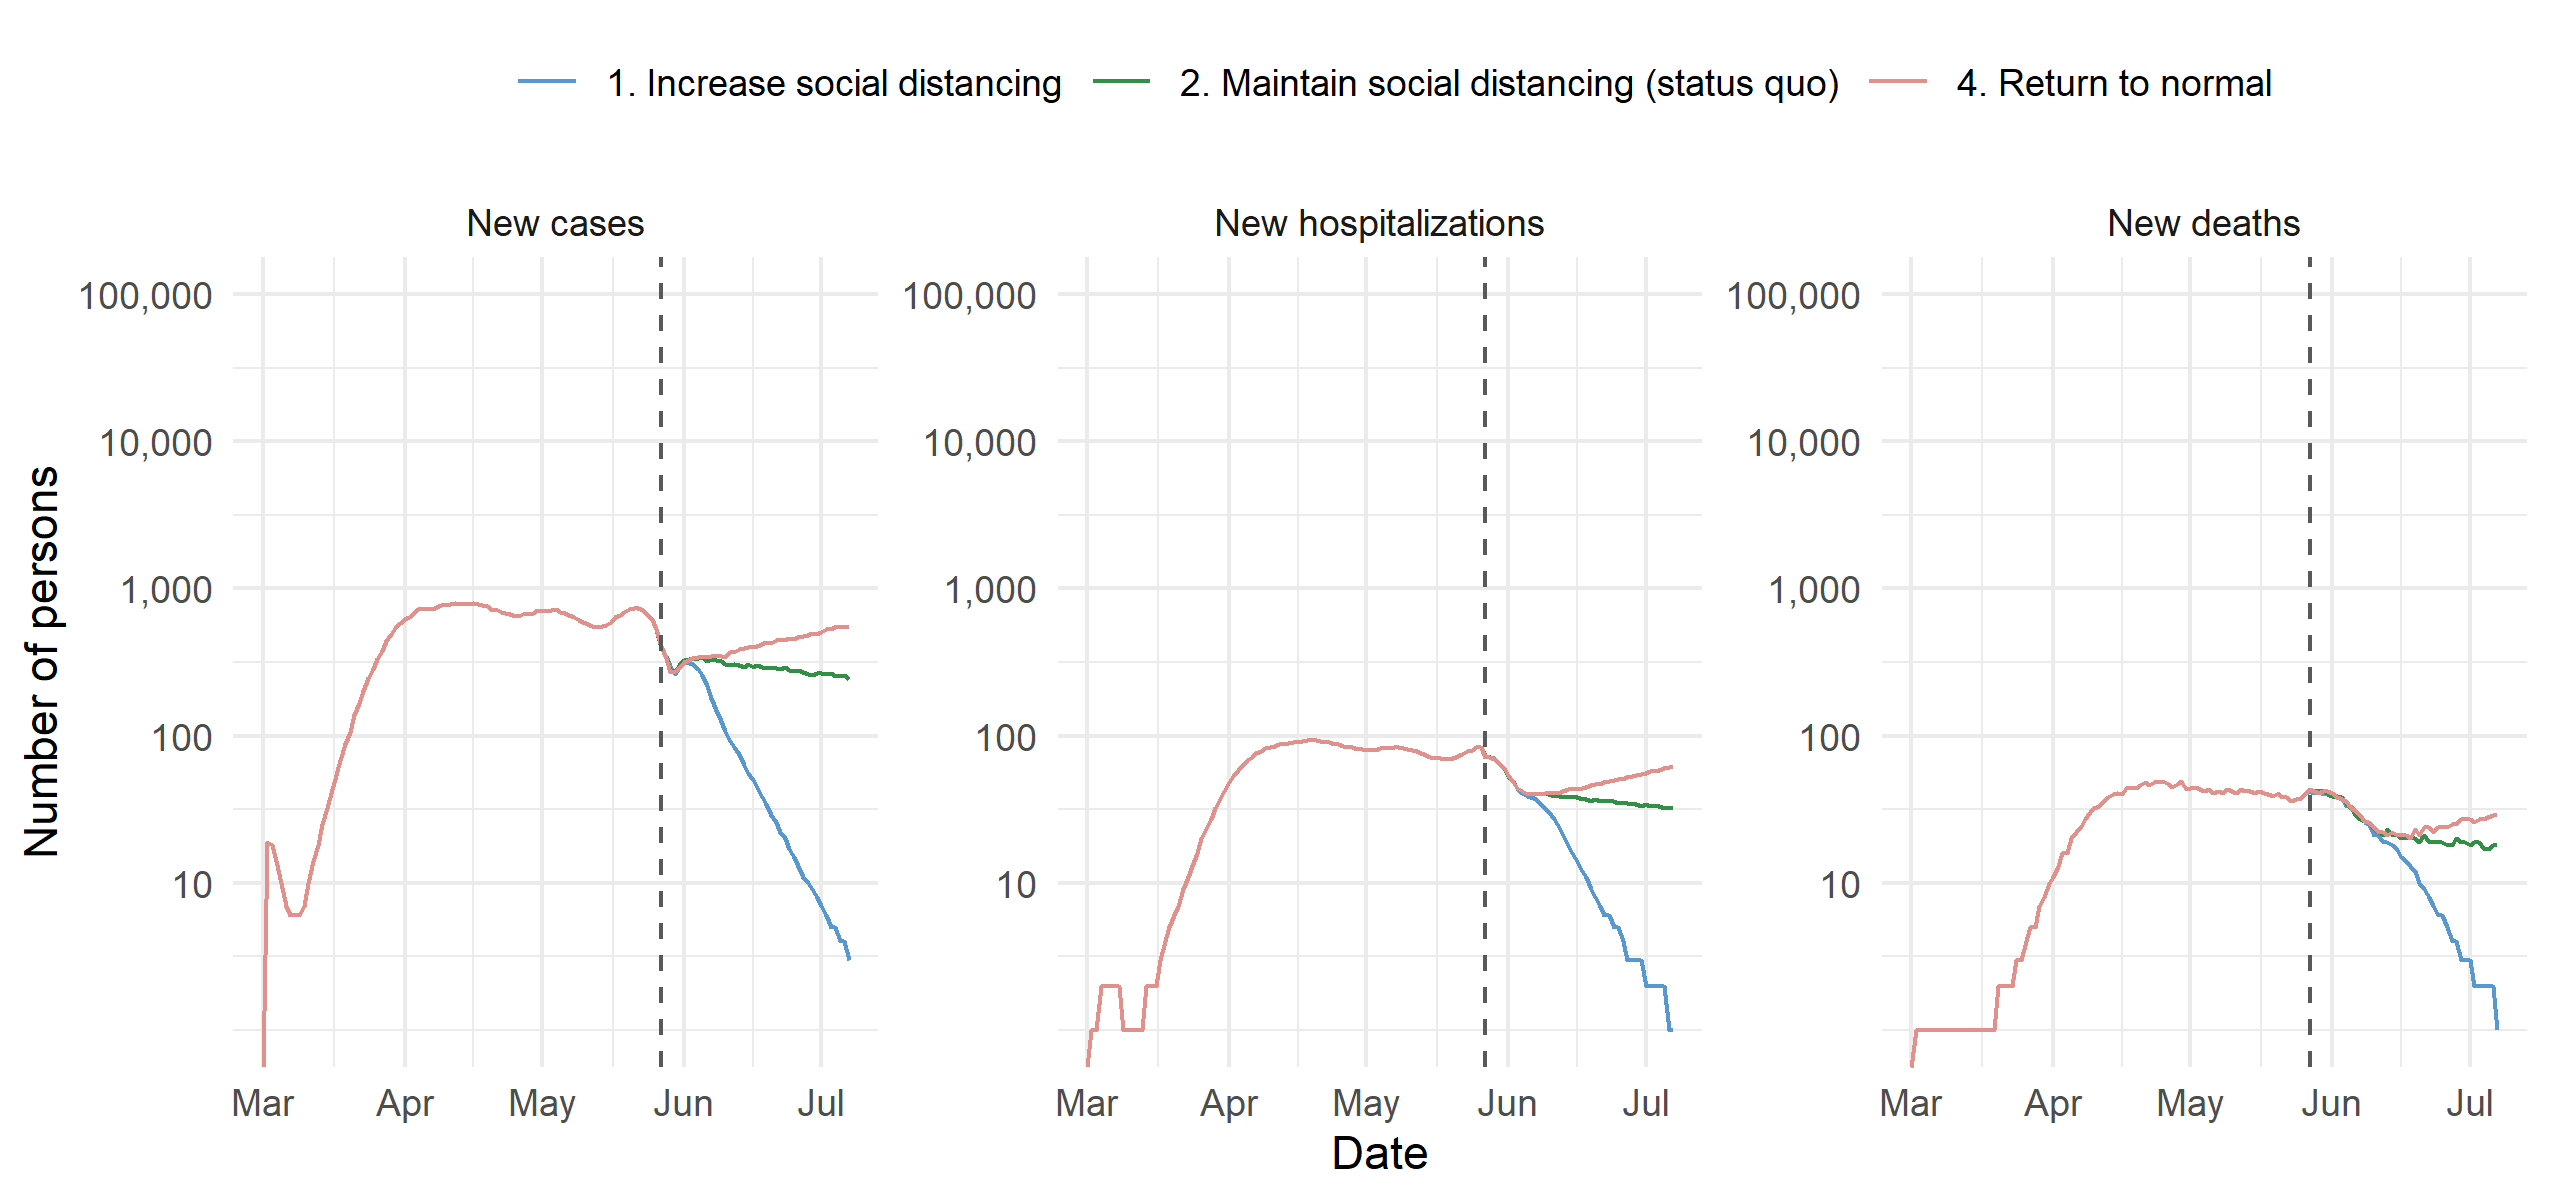 1. Increase social distancing 2. Maintain social distancing (status quo) 4. Return to normal
New cases New hospitalizations New deaths
Number of persons
100,000 100,000 100,000
10,000 10,000 10,000
1,000 1,000 1,000
100 100 100
10 10 10
Mar Apr May Jun Jul Mar Apr May Jun Jul Mar Apr May Jun Jul
Date